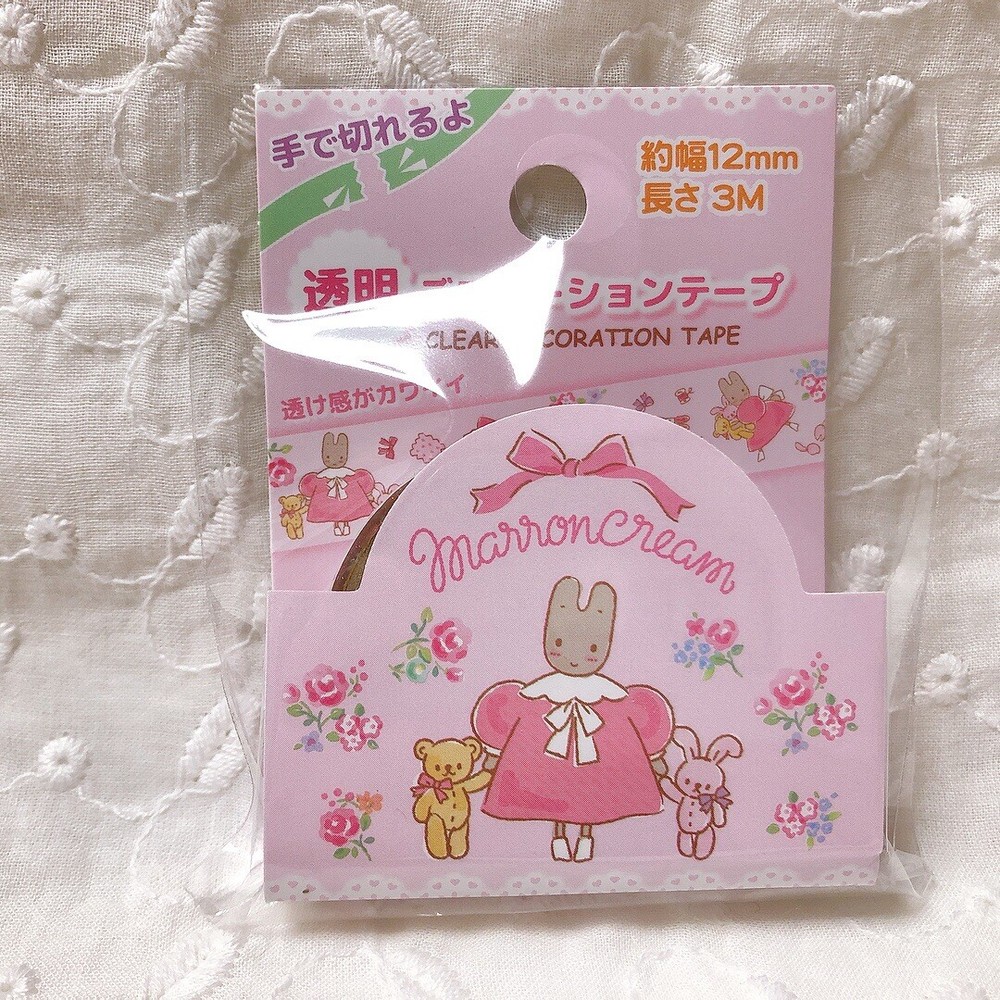 手で切れるよ
約幅12mm
長さ 3M
透明 ーションテープ
CLEAR CORATION TAPE
透け感がカワイイ
marroncream